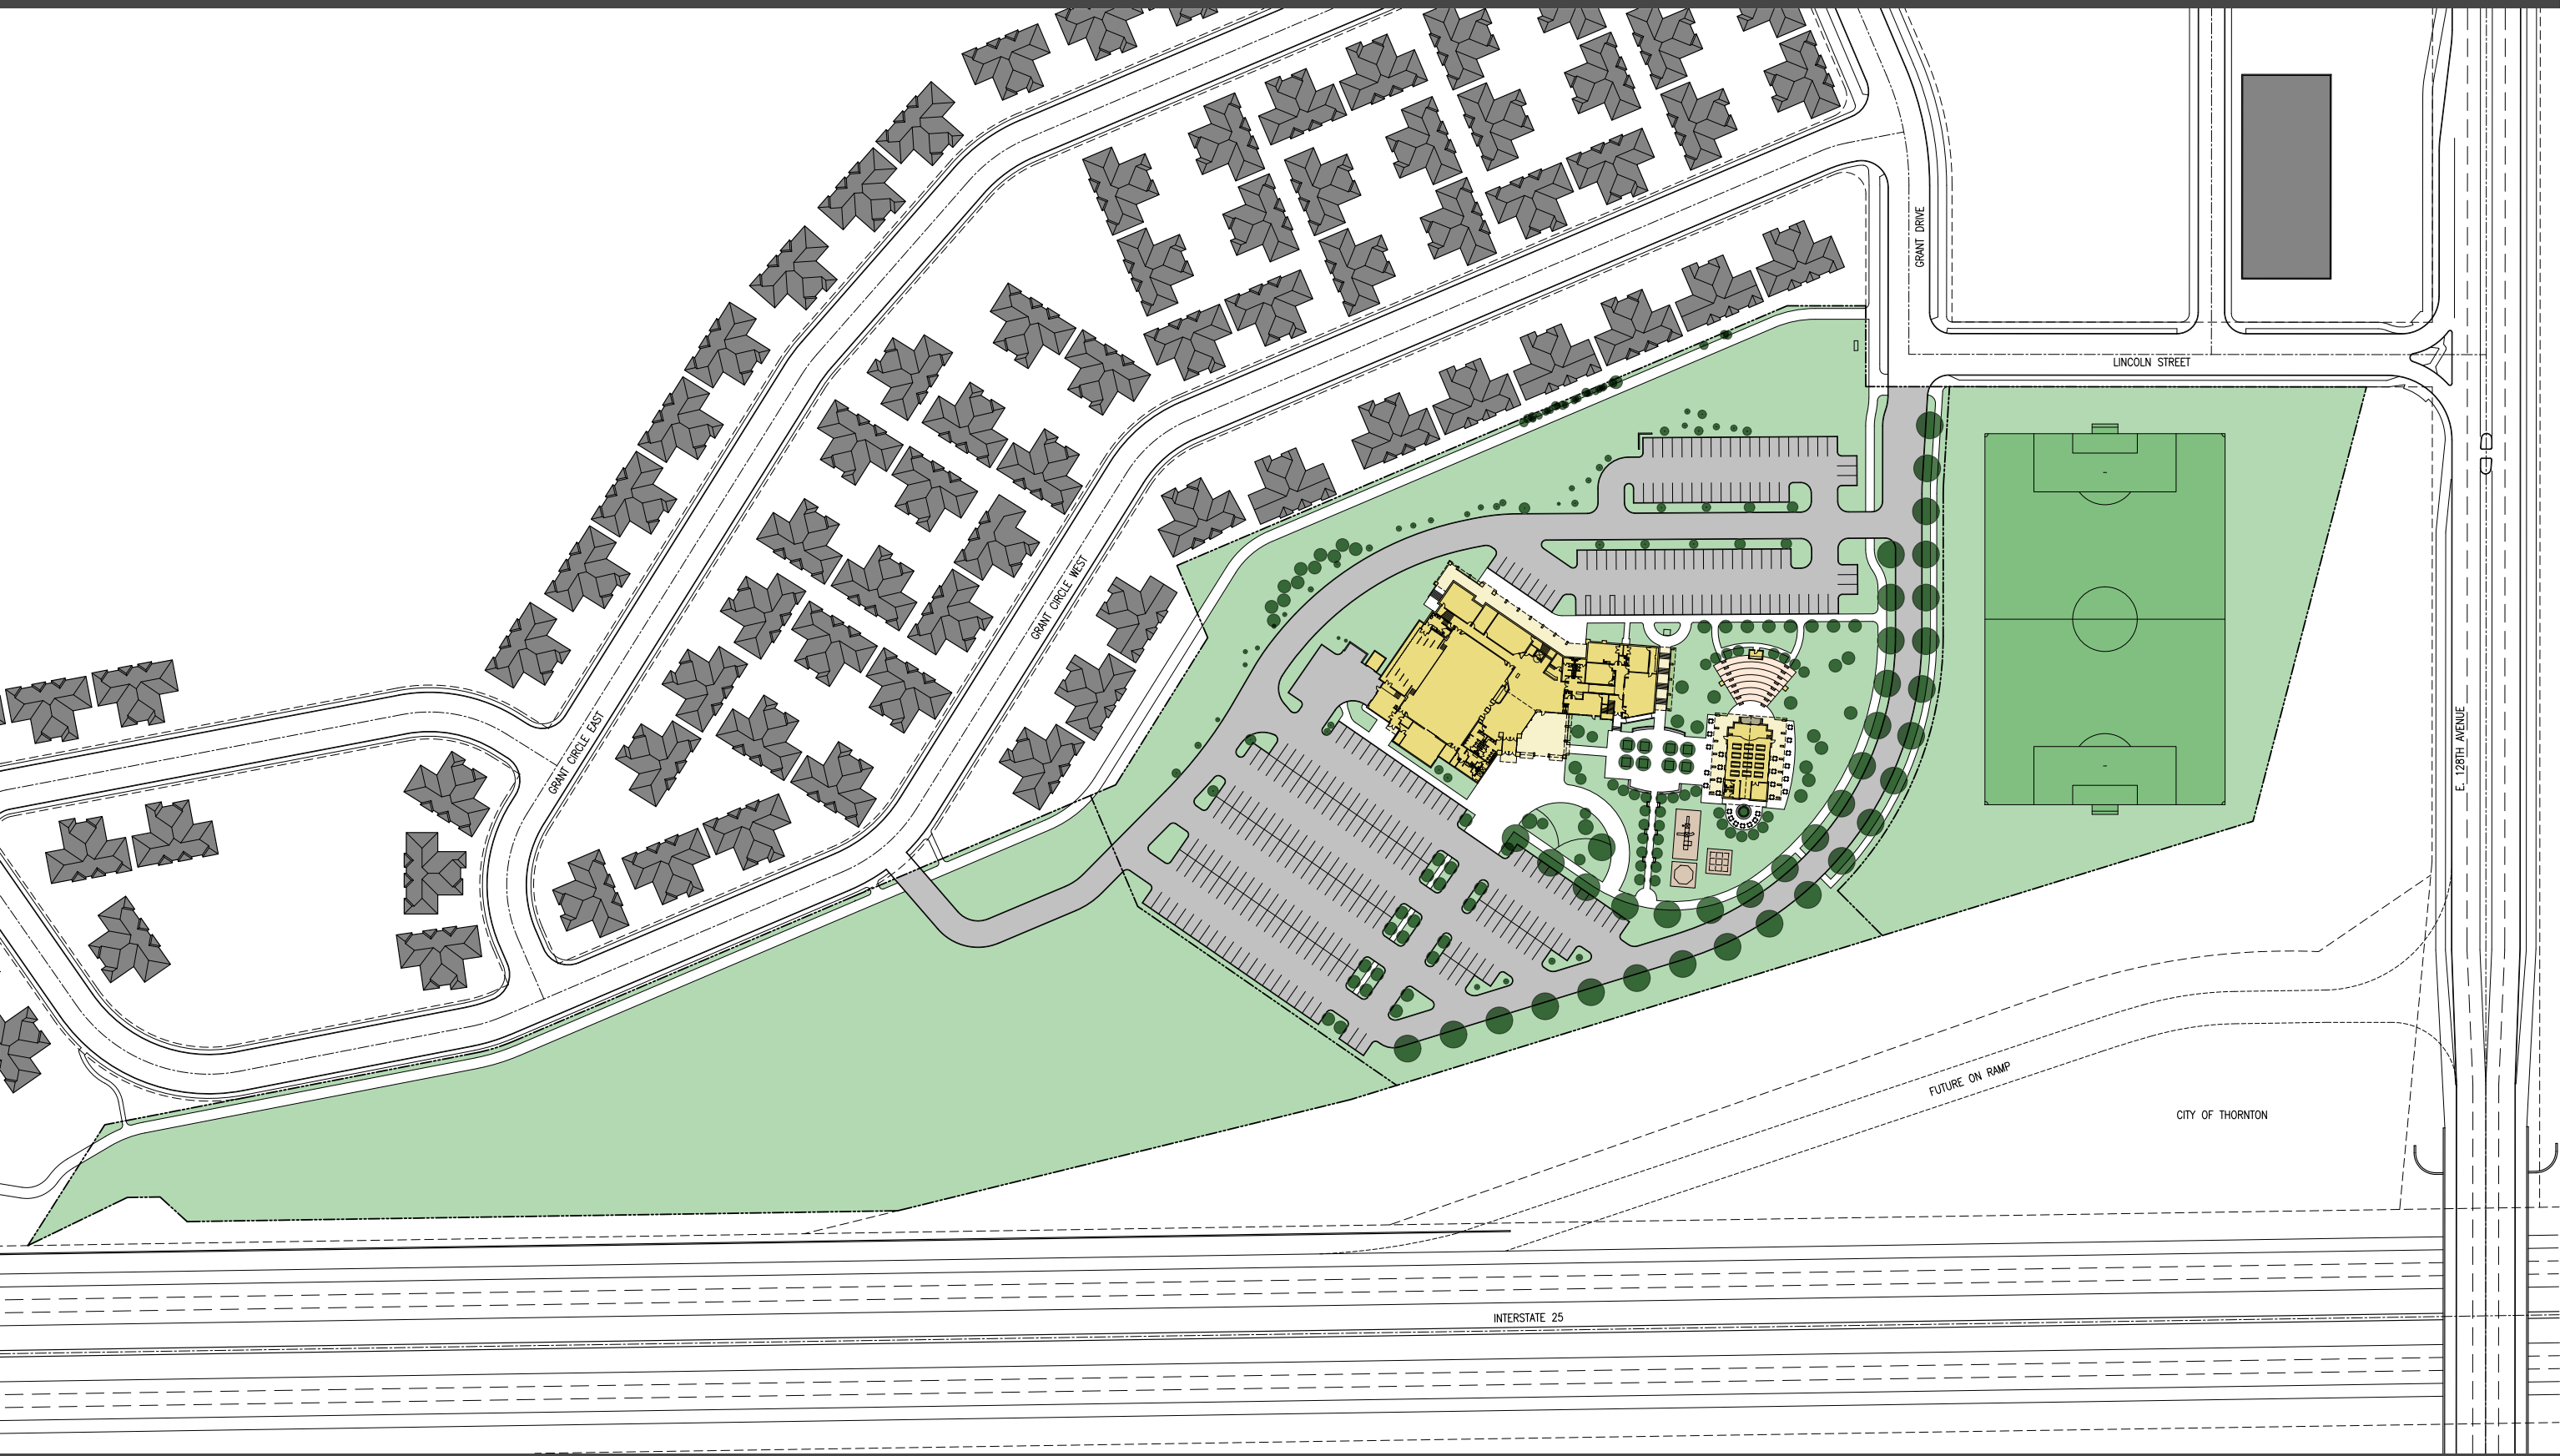 GRANT DRIVE
LINCOLN STREET
GRANT CIRCLE WEST
GRANT CIRCLE EAST
E. 128TH AVENUE
FUTURE ON RAMP
CITY OF THORNTON
INTERSTATE 25